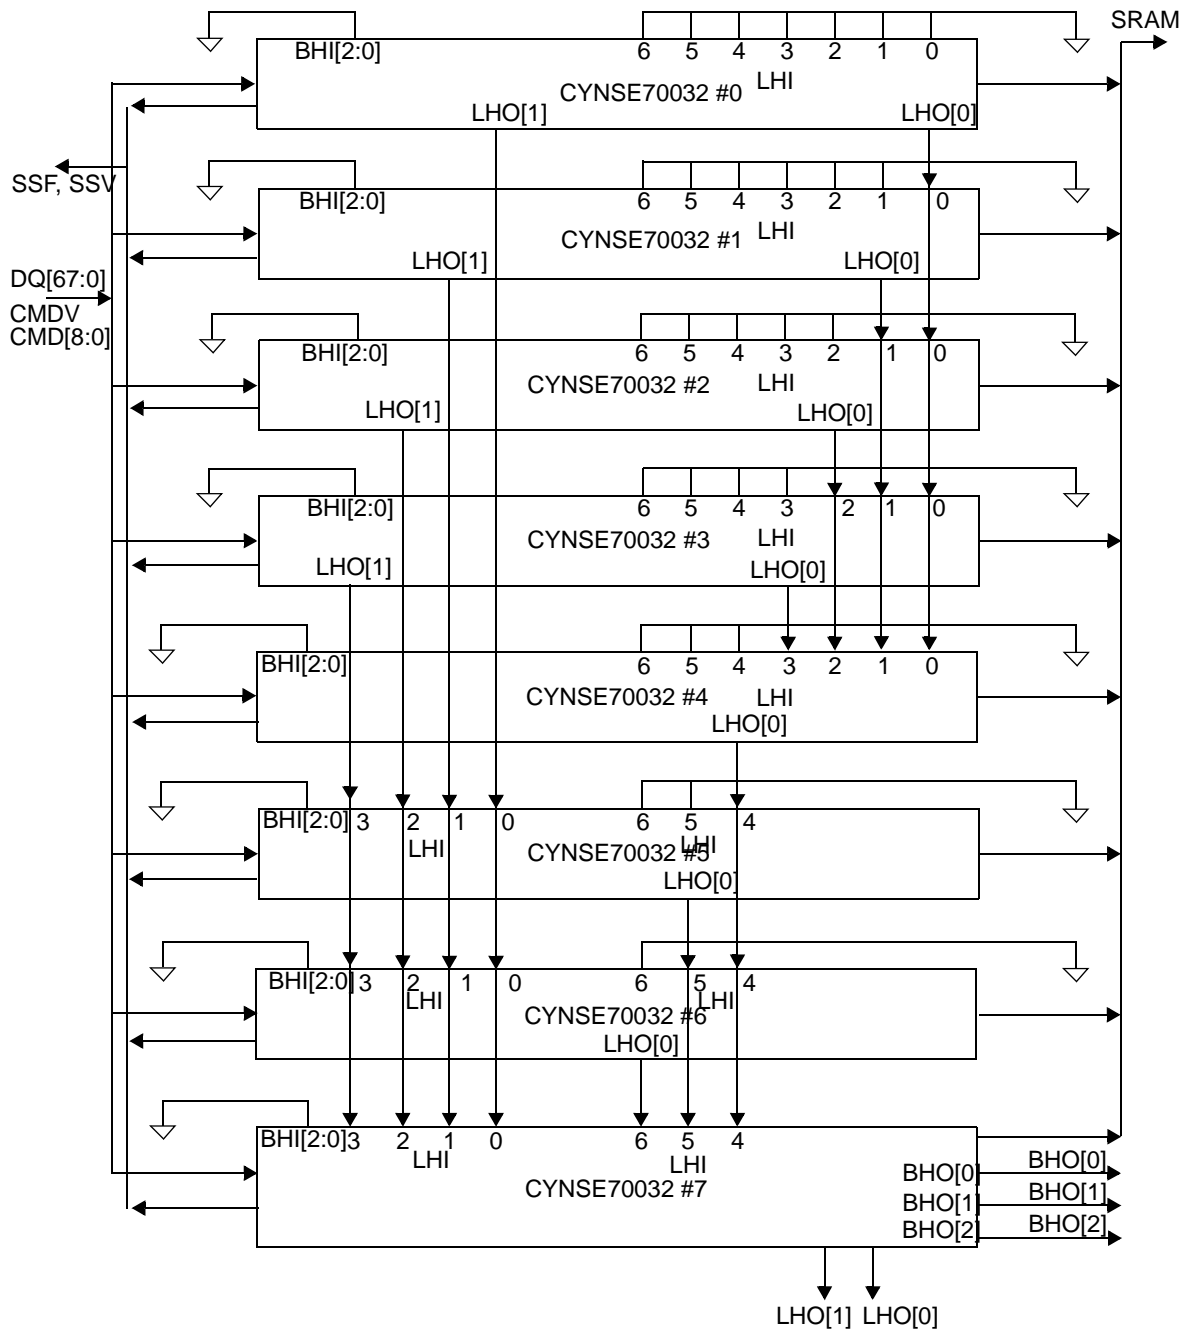 SRAM
BHI[2:0] 6 5 4 3 2 1 0
LHI
CYNSE70032 #0
LHO[1] LHO[0]
SSF, SSV
BHI[2:0] 6 5 4 3 2 1 0
LHI
CYNSE70032 #1
LHO[1] LHO[0]
DQ[67:0]
CMDV
CMD[8:0]
BHI[2:0] 6 5 4 3 2 1 0
CYNSE70032 #2 LHI
LHO[1] LHO[0]
BHI[2:0] 6 5 4 3 2 1 0
CYNSE70032 #3 LHI
LHO[1] LHO[0]
BHI[2:0] 6 5 4 3 2 1 0
CYNSE70032 #4 LHI
LHO[0]
BHI[2:0] 3 2 1 0 6 5 4
LHI CYNSE70032 #5 LHI
LHO[0]
BHI[2:0] 3 2 1 0 6 5 4
LHI LHI
CYNSE70032 #6
LHO[0]
BHI[2:0] 3 2 1 0 6 5 4
LHI LHI
CYNSE70032 #7
BHO[0] BHO[0]
BHO[1] BHO[1]
BHO[2] BHO[2]
LHO[1] LHO[0]